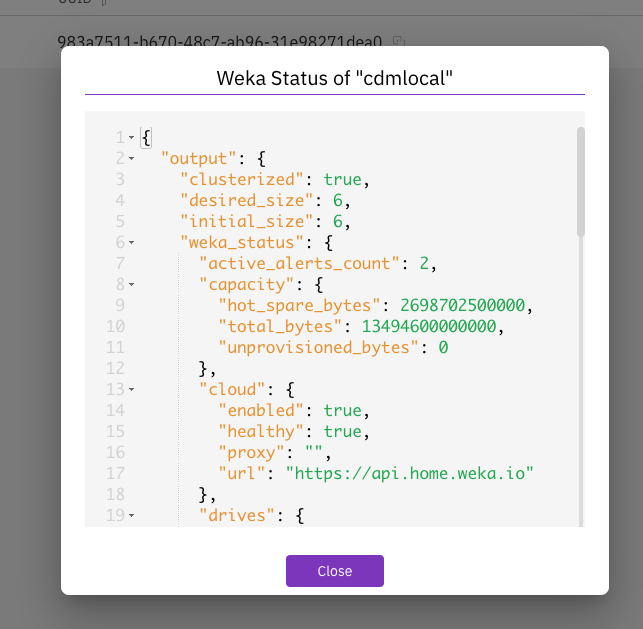 UUID
983a7511-b670-48c7-ab96-31e98271dea0
Weka Status of "cdmlocal"
1 {
2 "output": {
3 "clusterized": true,
4 "desired_size": 6,
5 "initial_size": 6,
6 "weka_status": {
7 "active_alerts_count": 2,
8 "capacity": {
9 "hot_spare_bytes": 2698702500000,
10 "total_bytes": 13494600000000,
11 "unprovisioned_bytes": 0
12 },
13 "cloud": {
14 "enabled": true,
15 "healthy": true,
16 "proxy": "",
17 "url": "https://api.home.weka.io"
18 },
19 "drives": {
Close